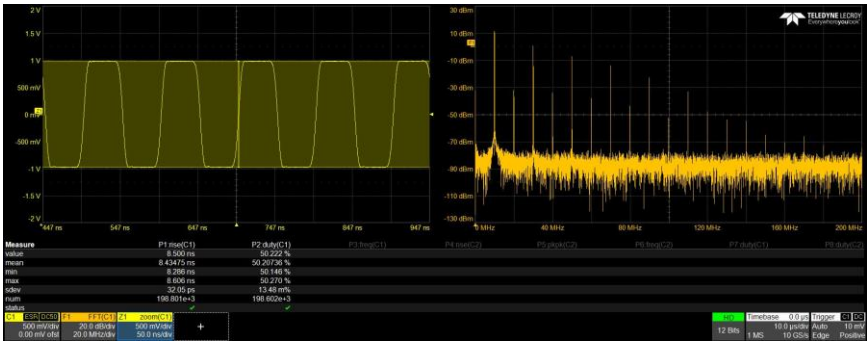 2 V
1.5 V
1 V
500 mV
0 mV
-500 mV
-1 V
-1.5 V
-2 V
447 ns 547 ns 647 ns 747 ns 847 ns 947 ns
30 dBm
10 dBm
-10 dBm
-30 dBm
-50 dBm
-70 dBm
-90 dBm
-110 dBm
-130 dBm
0 MHz 40 MHz 80 MHz 120 MHz 160 MHz 200 MHz
TELEDYNE LECROY
Everywhereyoulook
Measure P1:rise(C1) P2:duty(C1) P3:freq(C1) P4:rise(C2) P5:pkpk(C2) P6:freq(C2) P7:duty(C1) P8:duty(C2)
value 8.500 ns 50.222 %
mean 8.43475 ns 50.20736 %
min 8.286 ns 50.146 %
max 8.606 ns 50.270 %
sdev 32.05 ps 13.48 m%
num 198.801e+3 198.602e+3
status
C1 DC50 F1 FFT(C1) Z1 zoom(C1)
500 mV/div 20.0 dB/div 500 mV/div
0.00 mV ofst 20.0 MHz/div 50.0 ns/div
+
HD
12 Bits
Timebase 0.0 µs
10.0 µs/div
1 MS 10 GS/s
Trigger C1 DC
Auto 10 mV
Edge Positive